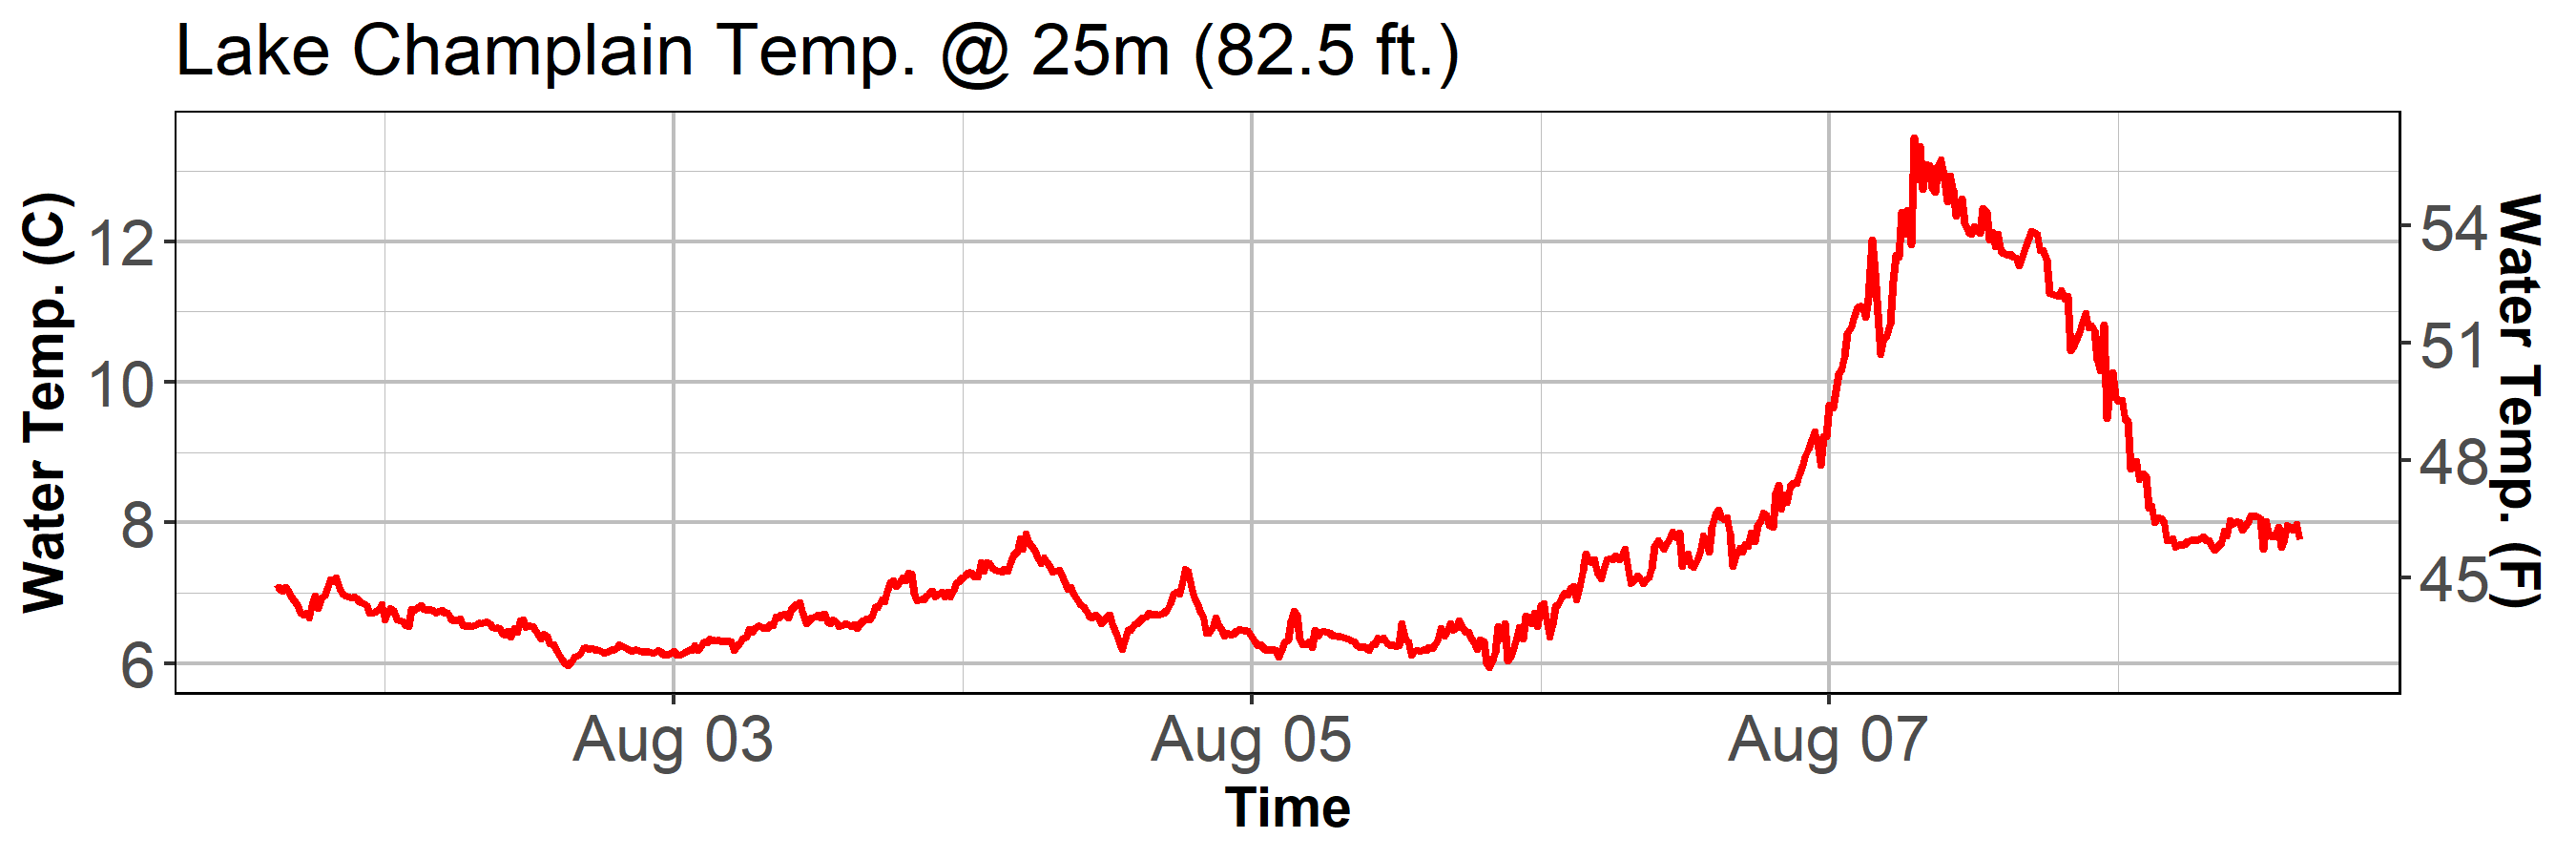 Lake Champlain Temp. @ 25m (82.5 ft.)
Water Temp. (C)
12
10
8
6
54
51
48
45
Water Temp. (F)
Aug 03
Aug 05
Aug 07
Time